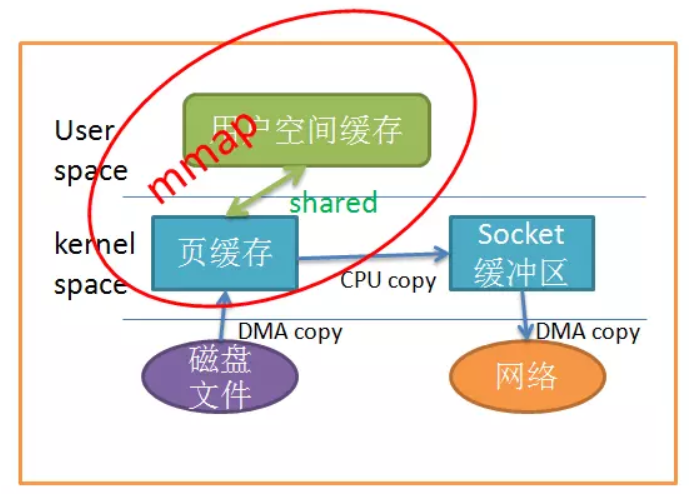 User
space
用户空间缓存
mmap
shared
kernel
space
页缓存
CPU copy
Socket
缓冲区
DMA copy
DMA copy
磁盘
文件
网络